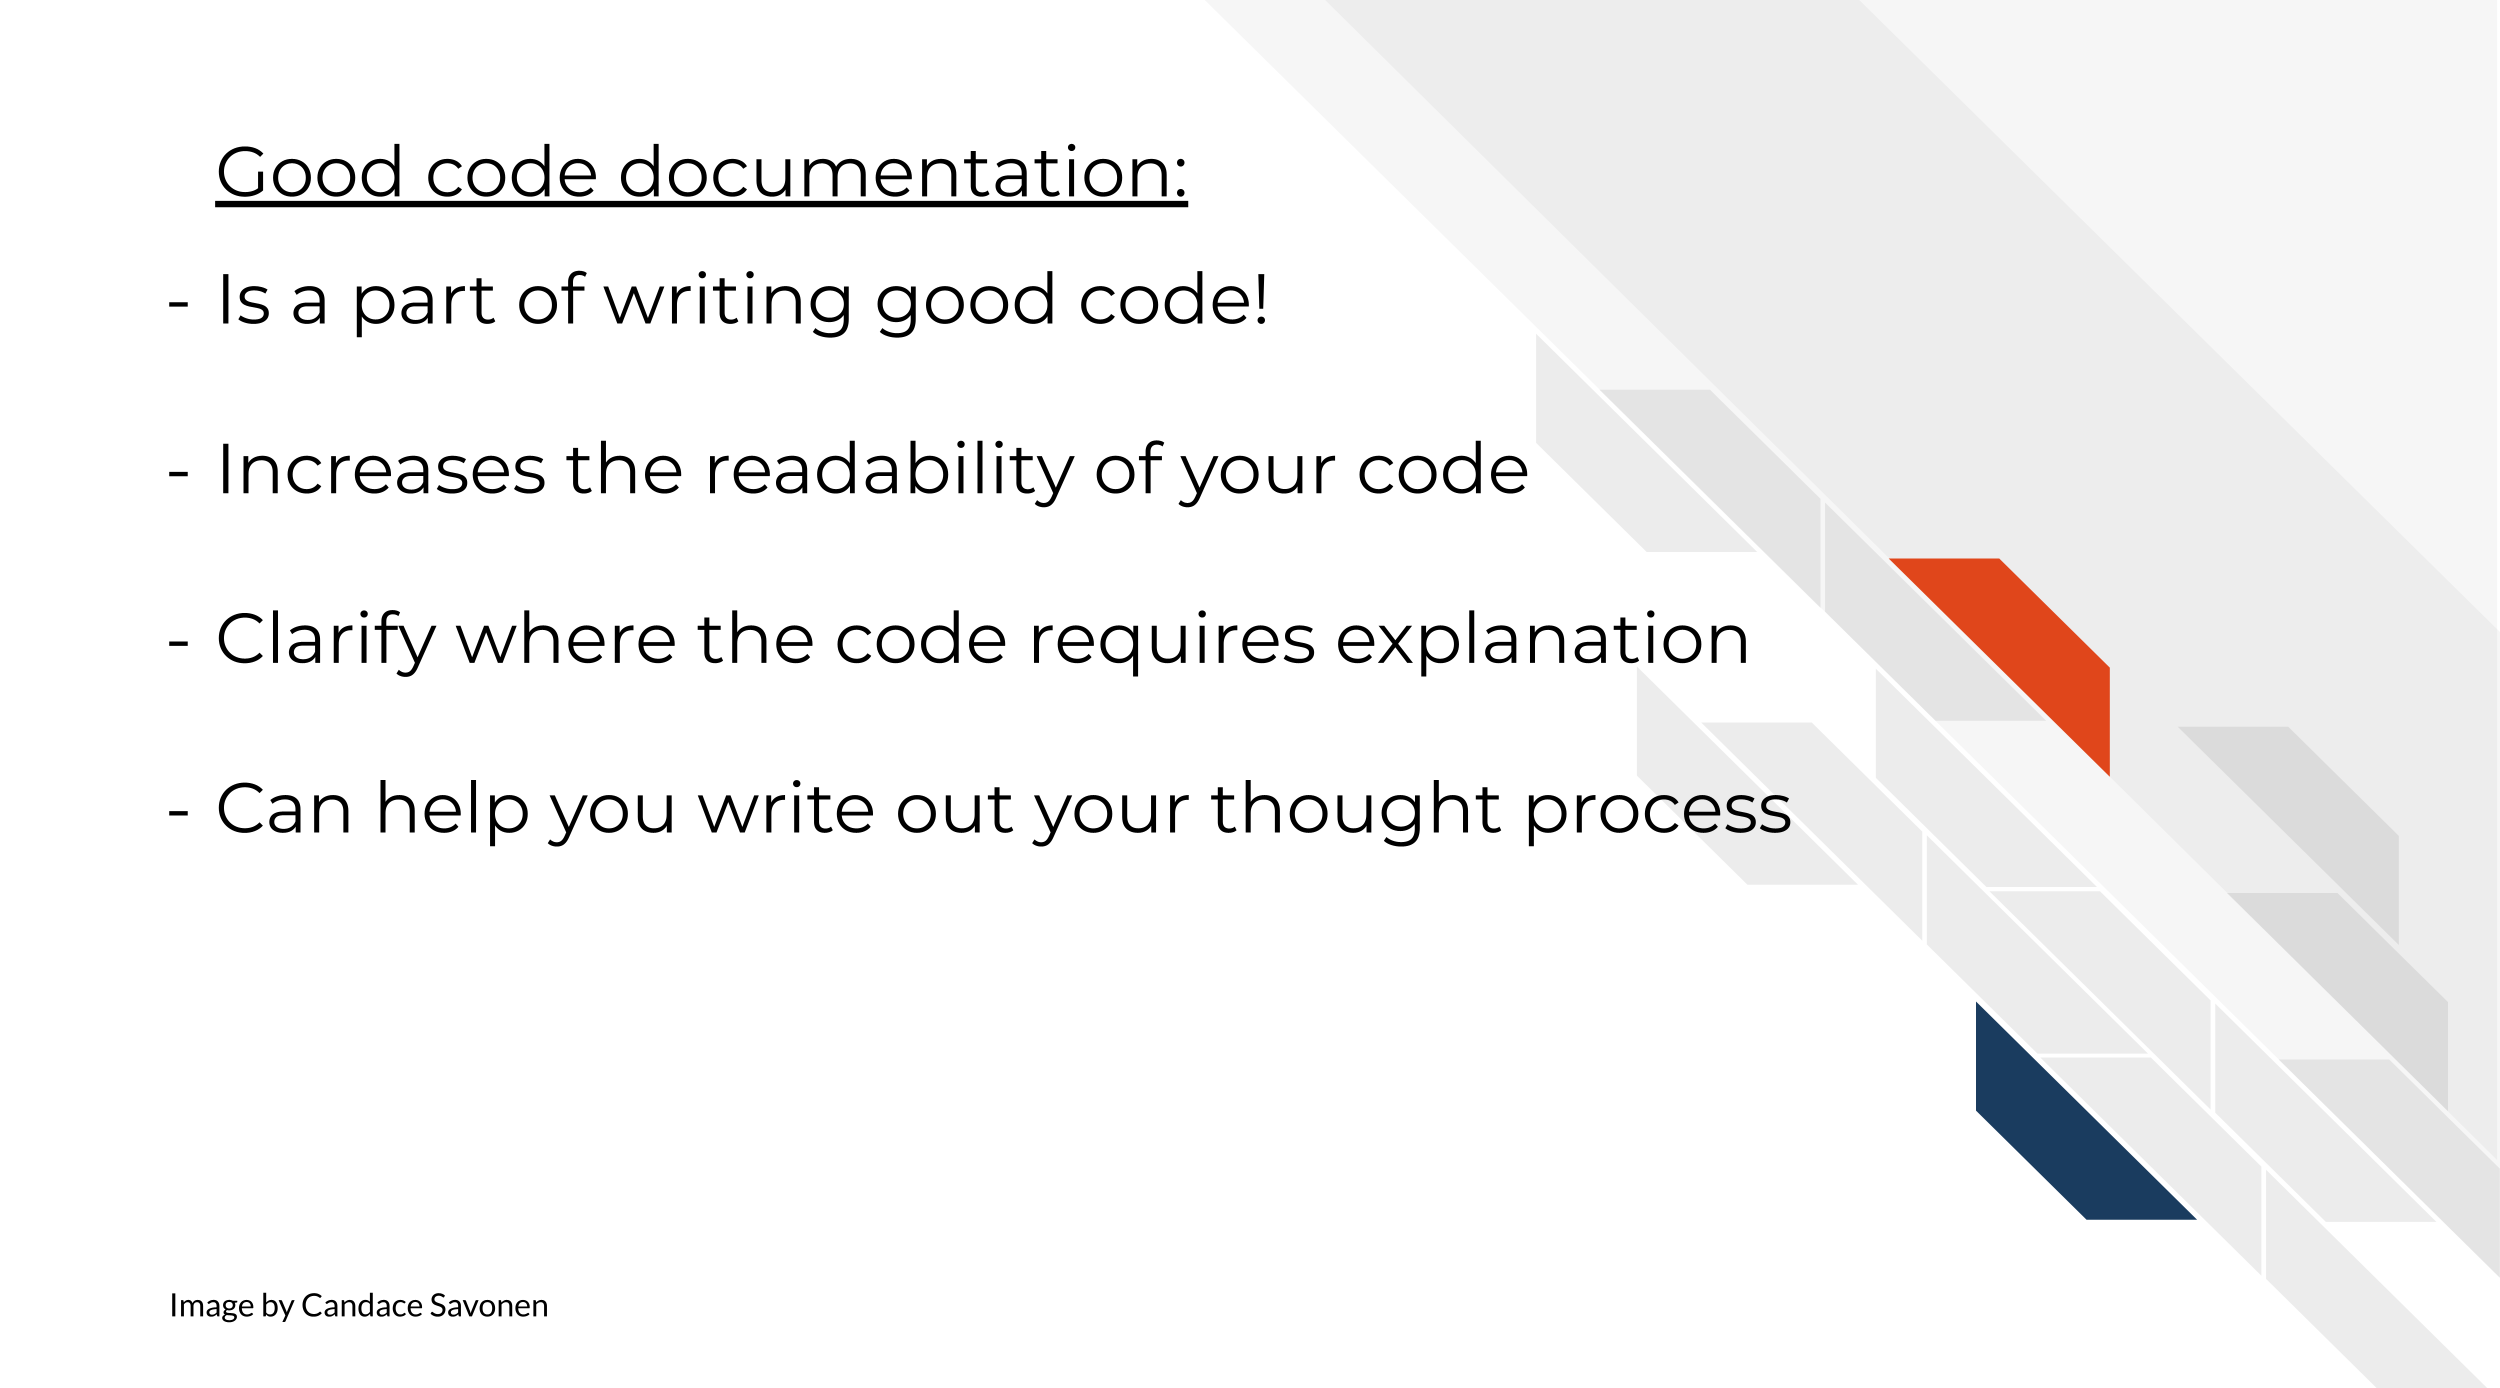 Good code documentation:
- Is a part of writing good code!
- Increases the readability of your code
- Clarify where the code requires explanation
- Can help you write out your thought process
Image by Candace Savonen